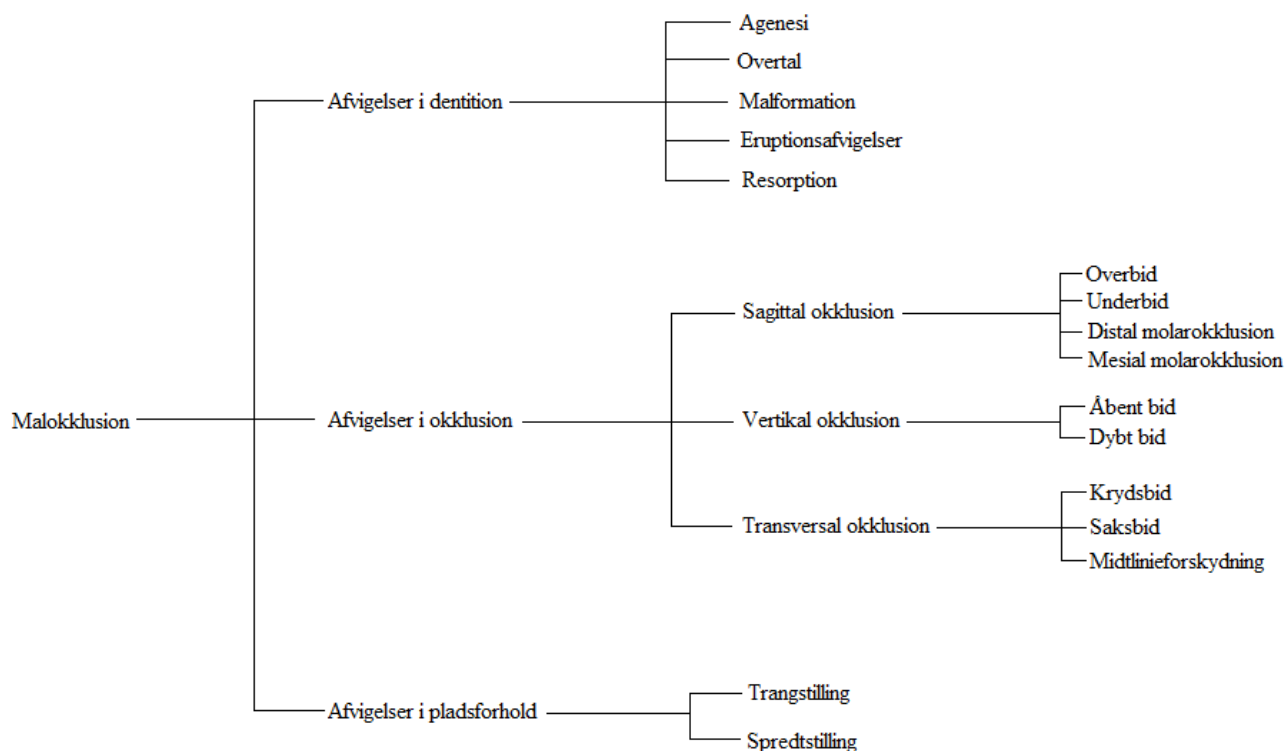 Malokklusion
Afvigelser i dentition
Agenesi
Overtal
Malformation
Eruptionsafvigelser
Resorption
Afvigelser i okklusion
Sagittal okklusion
Overbid
Underbid
Distal molarokklusion
Mesial molarokklusion
Vertikal okklusion
Åbent bid
Dybt bid
Transversal okklusion
Krydsbid
Saksbid
Midtlinieforskydning
Afvigelser i pladsforhold
Trangstilling
Spredtstilling